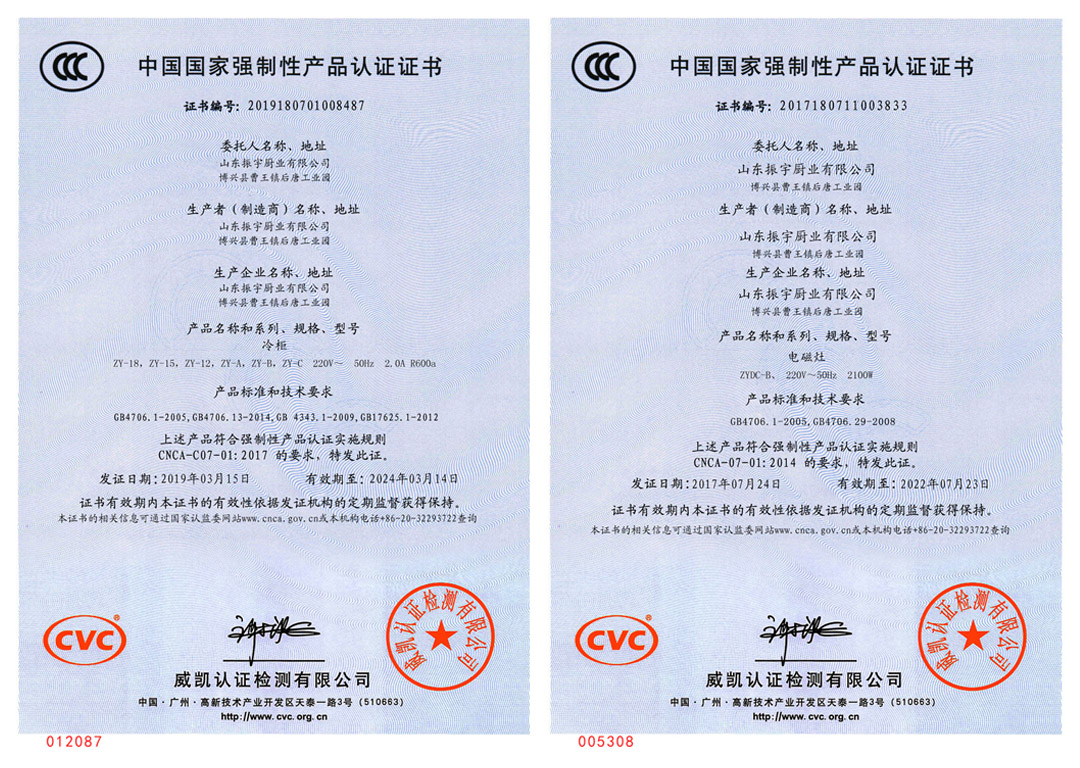 中国国家强制性产品认证证书
证书编号: 2019180701008487
委托人名称、地址
山东振宇厨业有限公司
博兴县曹王镇后唐工业园
生产者（制造商）名称、地址
山东振宇厨业有限公司
博兴县曹王镇后唐工业园
生产企业名称、地址
山东振宇厨业有限公司
博兴县曹王镇后唐工业园
产品名称和系列、规格、型号
冷柜
ZY-18, ZY-15, ZY-12, ZY-A, ZY-B, ZY-C 220V～ 50Hz 2.0A R600a
产品标准和技术要求
GB4706.1-2005,GB4706.13-2014,GB 4343.1-2009,GB17625.1-2012
上述产品符合强制性产品认证实施规则
CNCA-C07-01:2017 的要求，特发此证。
发证日期:2019年03月15日 有效期至:2024年03月14日
证书有效期内本证书的有效性依据发证机构的定期监督获得保持。
本证书的相关信息可通过国家认监委网站www.cnca.gov.cn或本机构电话+86-20-32293722查询
CVC®
威凯认证检测有限公司
威凯认证检测有限公司
中国·广州·高新技术产业开发区天泰一路3号（510663）
http://www.cvc.org.cn
012087
中国国家强制性产品认证证书
证书编号: 2017180711003833
委托人名称、地址
山东振宇厨业有限公司
博兴县曹王镇后唐工业园
生产者（制造商）名称、地址
山东振宇厨业有限公司
博兴县曹王镇后唐工业园
生产企业名称、地址
山东振宇厨业有限公司
博兴县曹王镇后唐工业园
产品名称和系列、规格、型号
电磁灶
ZYDC-B、 220V～50Hz 2100W
产品标准和技术要求
GB4706.1-2005,GB4706.29-2008
上述产品符合强制性产品认证实施规则
CNCA-07-01:2014 的要求，特发此证。
发证日期:2017年07月24日 有效期至:2022年07月23日
证书有效期内本证书的有效性依据发证机构的定期监督获得保持。
本证书的相关信息可通过国家认监委网站www.cnca.gov.cn或本机构电话+86-20-32293722查询
CVC®
威凯认证检测有限公司
威凯认证检测有限公司
中国·广州·高新技术产业开发区天泰一路3号（510663）
http://www.cvc.org.cn
005308